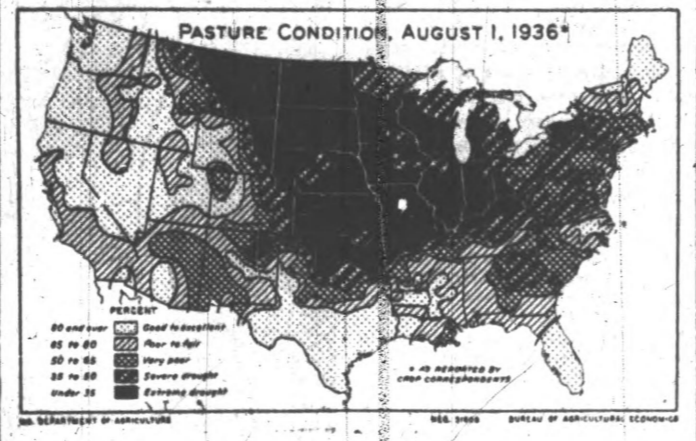 PASTURE CONDITION, AUGUST 1, 1936*
PERCENT
80 and over Good to excellent
65 to 80 Poor to fair
50 to 65 Very poor
35 to 50 Severe drought
Under 35 Extreme drought
* AS REPORTED BY
CROP CORRESPONDENTS
U.S. DEPARTMENT OF AGRICULTURE
NEG. BUREAU OF AGRICULTURAL ECONOMICS